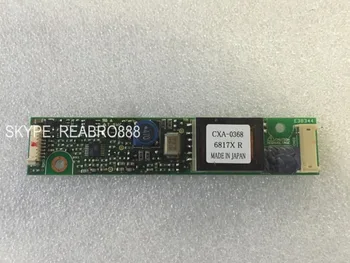 SKYPE: REABRO888
CXA-0368
6817X R
MADE IN JAPAN